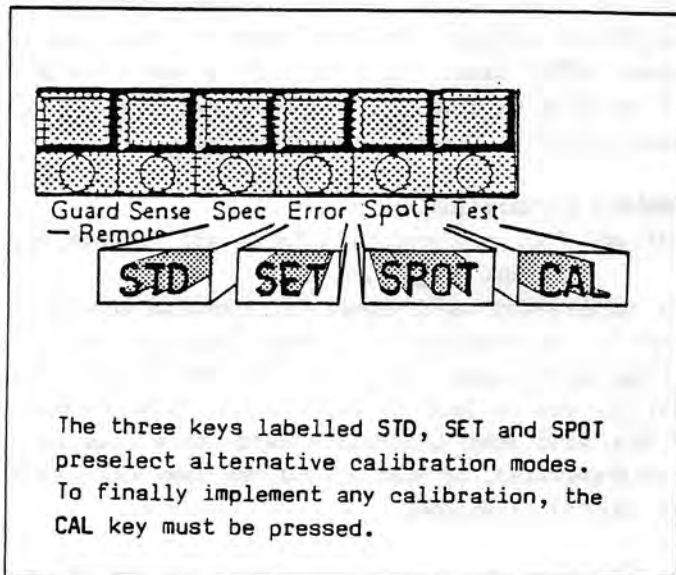 Guard Sense Spec Error SpotF Test
— Remote
STD SET SPOT CAL
The three keys labelled STD, SET and SPOT
preselect alternative calibration modes.
To finally implement any calibration, the
CAL key must be pressed.